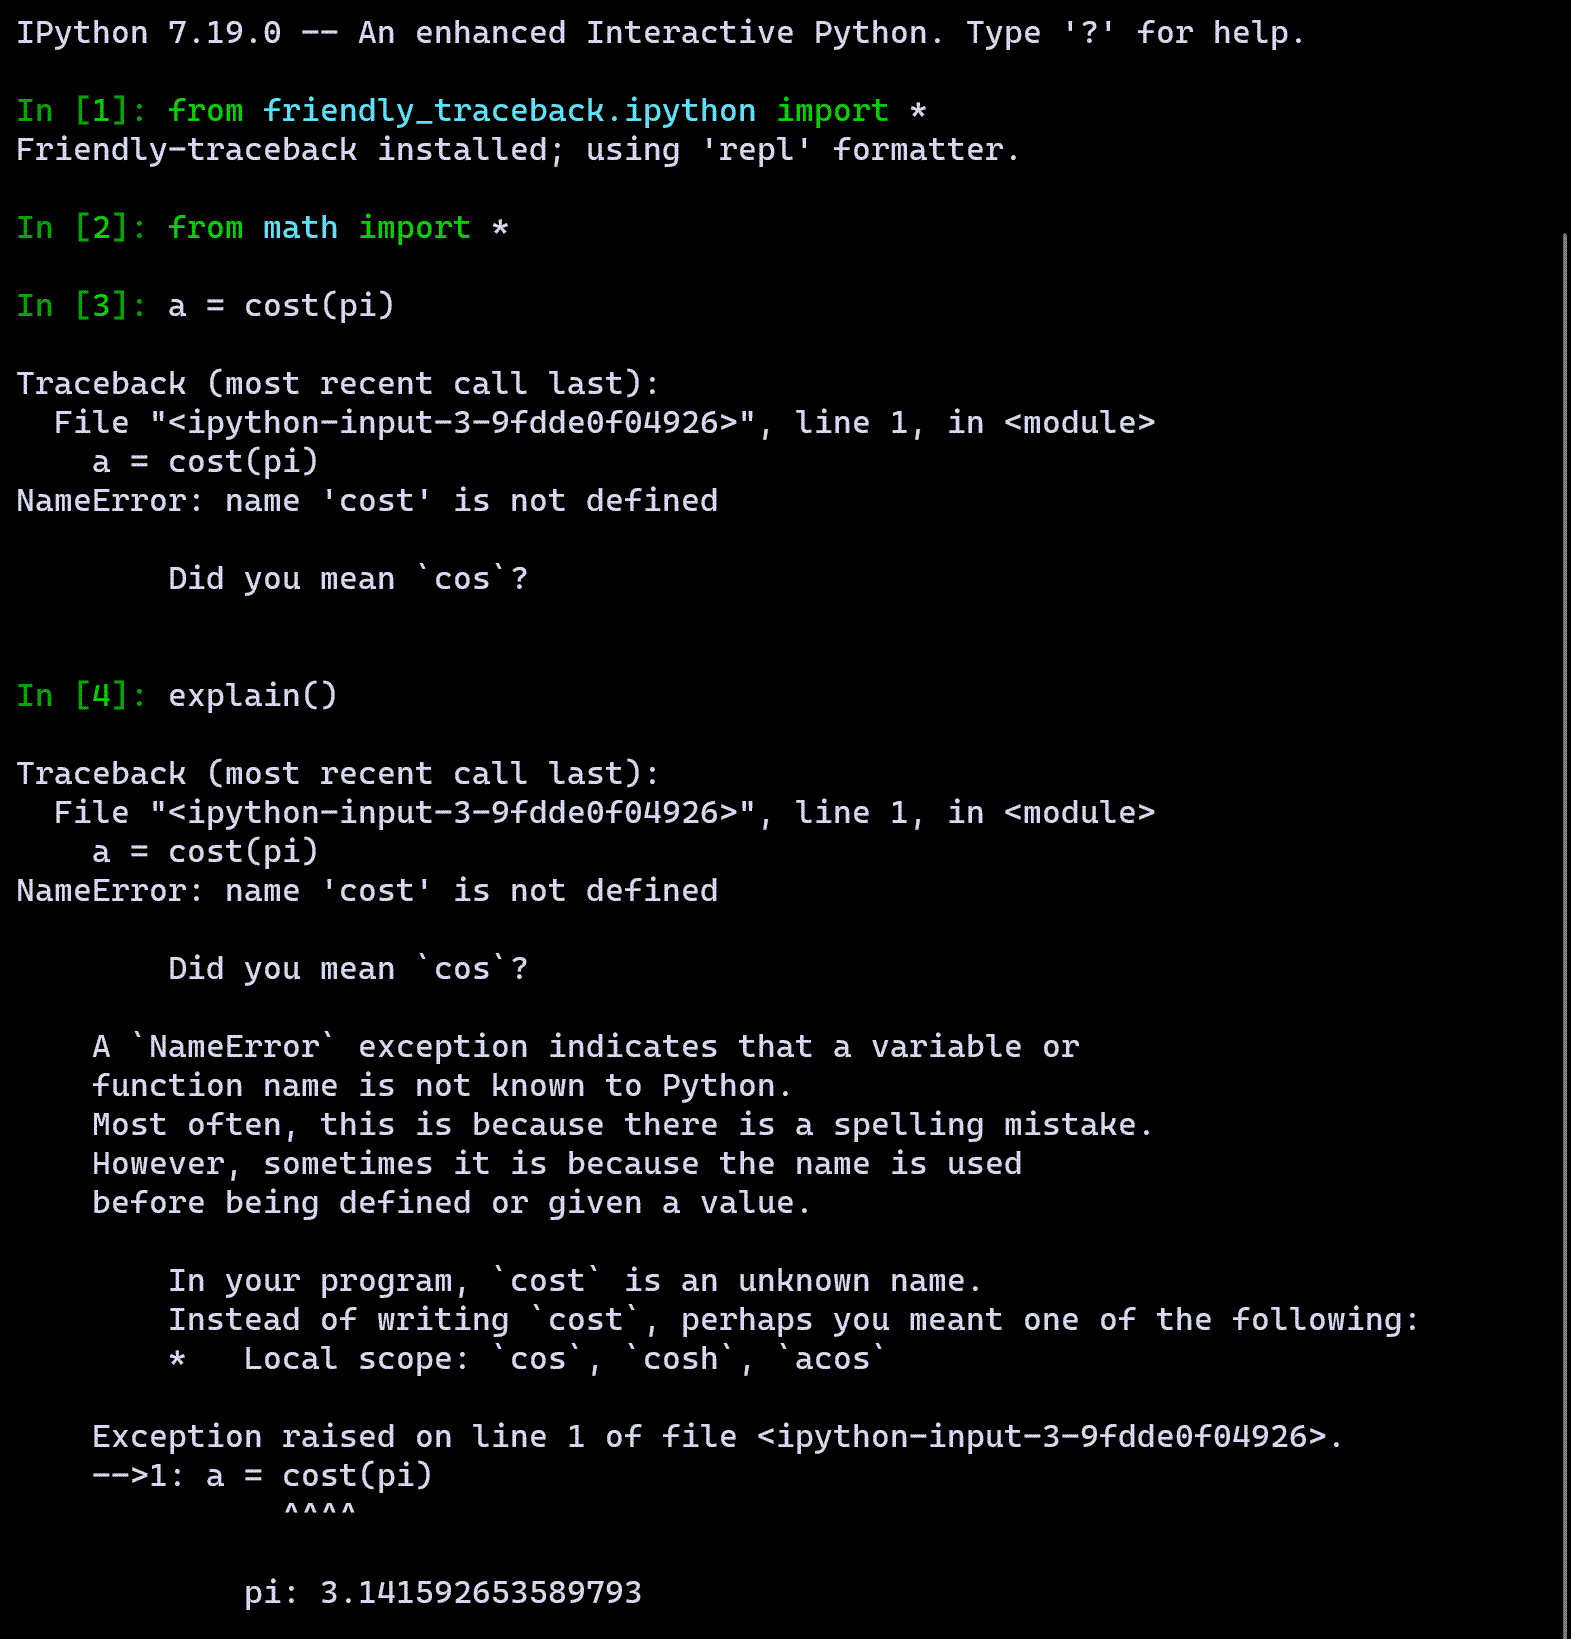 IPython 7.19.0 -- An enhanced Interactive Python. Type '?' for help.
In [1]: from friendly_traceback.ipython import *
Friendly-traceback installed; using 'repl' formatter.
In [2]: from math import *
In [3]: a = cost(pi)
Traceback (most recent call last):
  File "<ipython-input-3-9fdde0f04926>", line 1, in <module>
    a = cost(pi)
NameError: name 'cost' is not defined
        Did you mean `cos`?
In [4]: explain()
Traceback (most recent call last):
  File "<ipython-input-3-9fdde0f04926>", line 1, in <module>
    a = cost(pi)
NameError: name 'cost' is not defined
        Did you mean `cos`?
    A `NameError` exception indicates that a variable or
    function name is not known to Python.
    Most often, this is because there is a spelling mistake.
    However, sometimes it is because the name is used
    before being defined or given a value.
        In your program, `cost` is an unknown name.
        Instead of writing `cost`, perhaps you meant one of the following:
        *   Local scope: `cos`, `cosh`, `acos`
    Exception raised on line 1 of file <ipython-input-3-9fdde0f04926>.
    -->1: a = cost(pi)
              ^^^^
            pi: 3.141592653589793